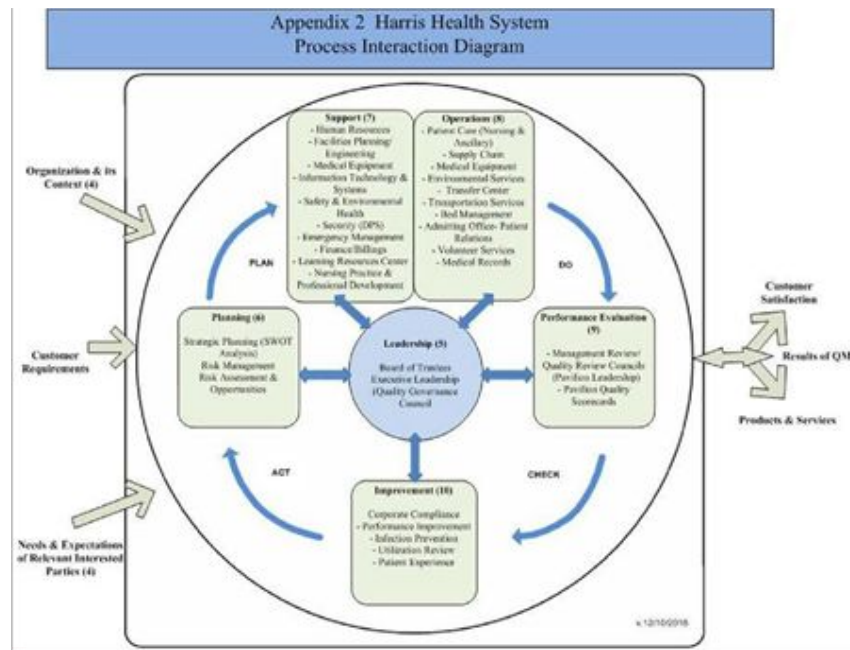 Appendix 2 Harris Health System
Process Interaction Diagram
Organization & its
Context (4)
Customer
Requirements
Needs & Expectations
of Relevant Interested
Parties (4)
Support (7)
- Human Resources
- Facilities Planning/
Engineering
- Medical Equipment
- Information Technology &
Systems
- Safety & Environmental
Health
- Security (DPS)
- Emergency Management
- Finance/Billings
- Learning Resources Center
- Nursing Practice &
Professional Development
Operations (8)
- Patient Care (Nursing &
Ancillary)
- Supply Chain
- Medical Equipment
- Environmental Services
- Transfer Center
- Transportation Services
- Bed Management
- Admitting Office- Patient
Relations
- Volunteer Services
- Medical Records
PLAN
DO
Planning (6)
Strategic Planning (SWOT
Analysis)
Risk Management
Risk Assessment &
Opportunities
Leadership (5)
Board of Trustees
Executive Leadership
(Quality Governance
Council
Performance Evaluation
(9)
- Management Review/
Quality Review Councils
(Pavilion Leadership)
- Pavilion Quality
Scorecards
ACT
CHECK
Improvement (10)
Corporate Compliance
- Performance Improvement
- Infection Prevention
- Utilization Review
- Patient Experience
Customer
Satisfaction
Results of QM
Products & Services
v.12/10/2018